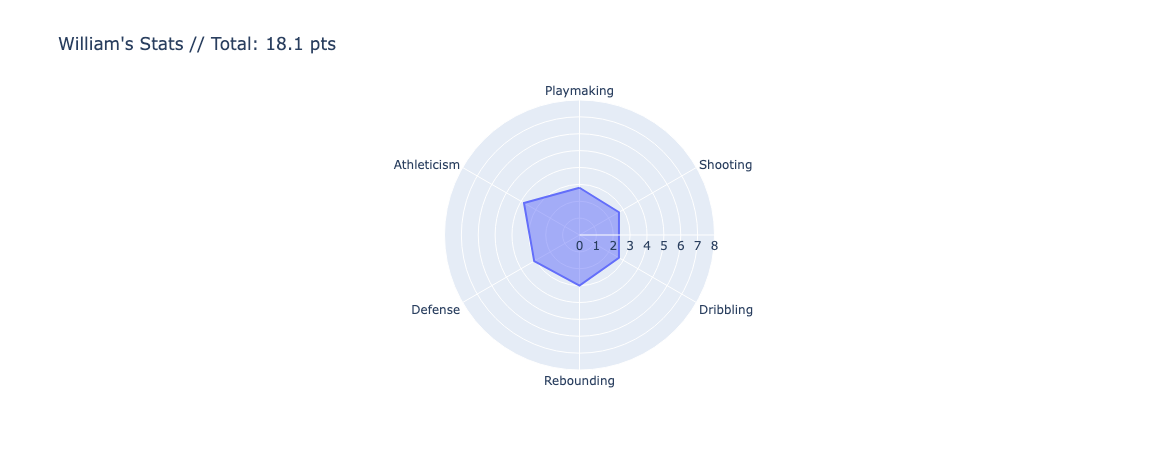 William's Stats // Total: 18.1 pts
Playmaking
Athleticism
Shooting
0 1 2 3 4 5 6 7 8
Defense
Dribbling
Rebounding